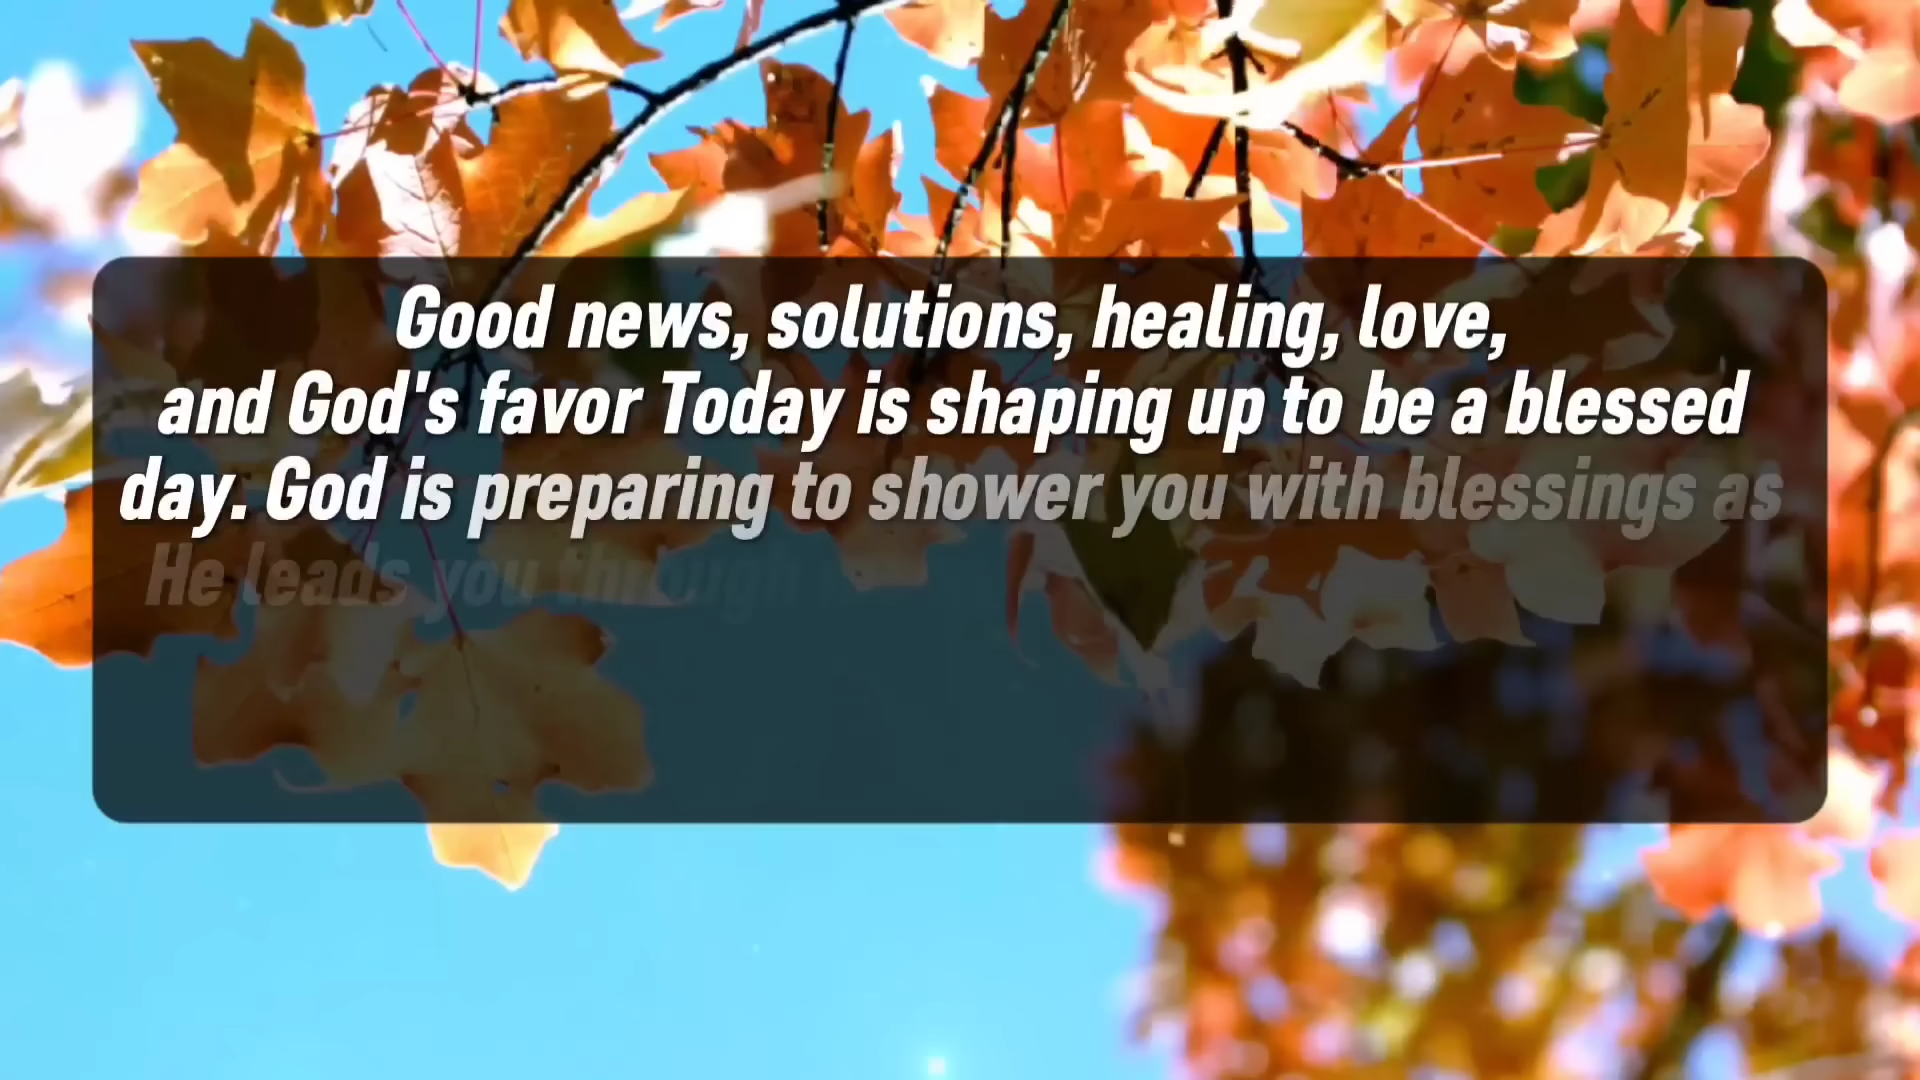 Good news, solutions, healing, love,
and God's favor Today is shaping up to be a blessed
day. God is preparing to shower you with blessings as
He leads you through